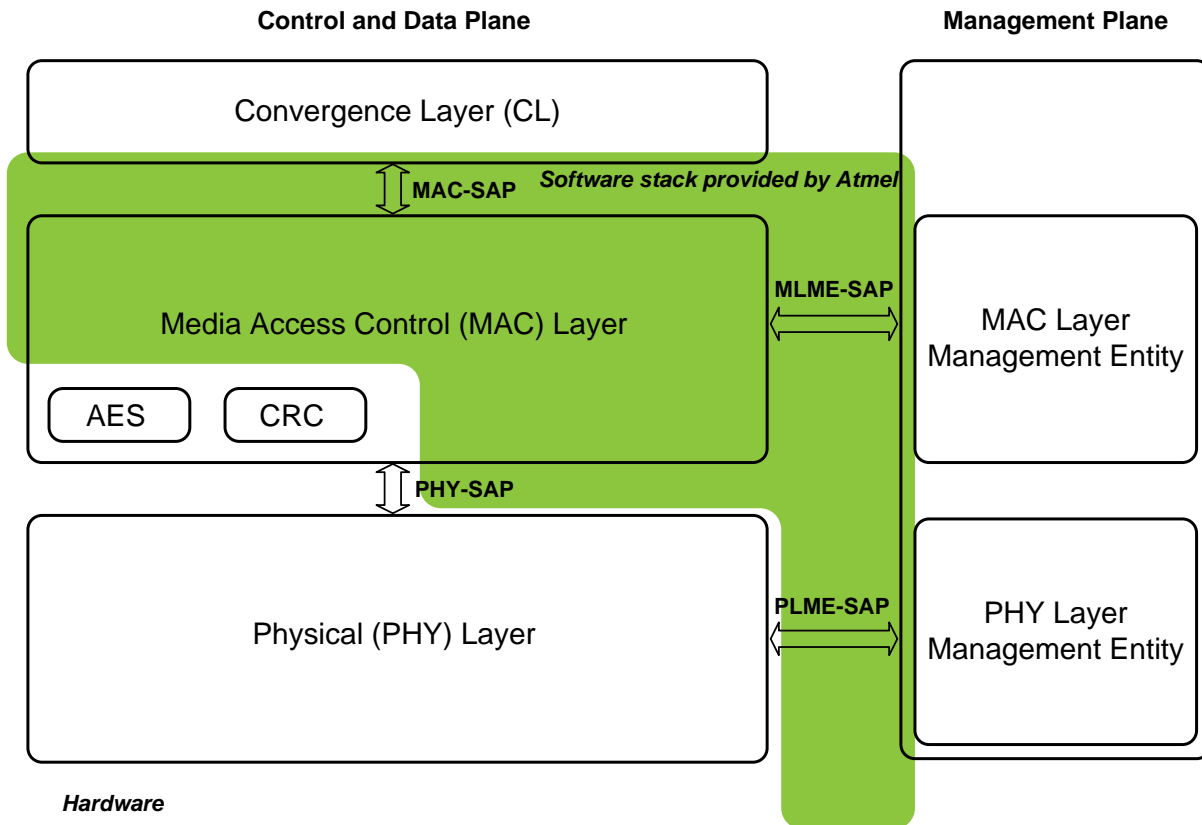 Control and Data Plane
Management Plane
Convergence Layer (CL)
MAC-SAP
Software stack provided by Atmel
Media Access Control (MAC) Layer
MLME-SAP
MAC Layer
Management Entity
AES
CRC
PHY-SAP
Physical (PHY) Layer
PLME-SAP
PHY Layer
Management Entity
Hardware